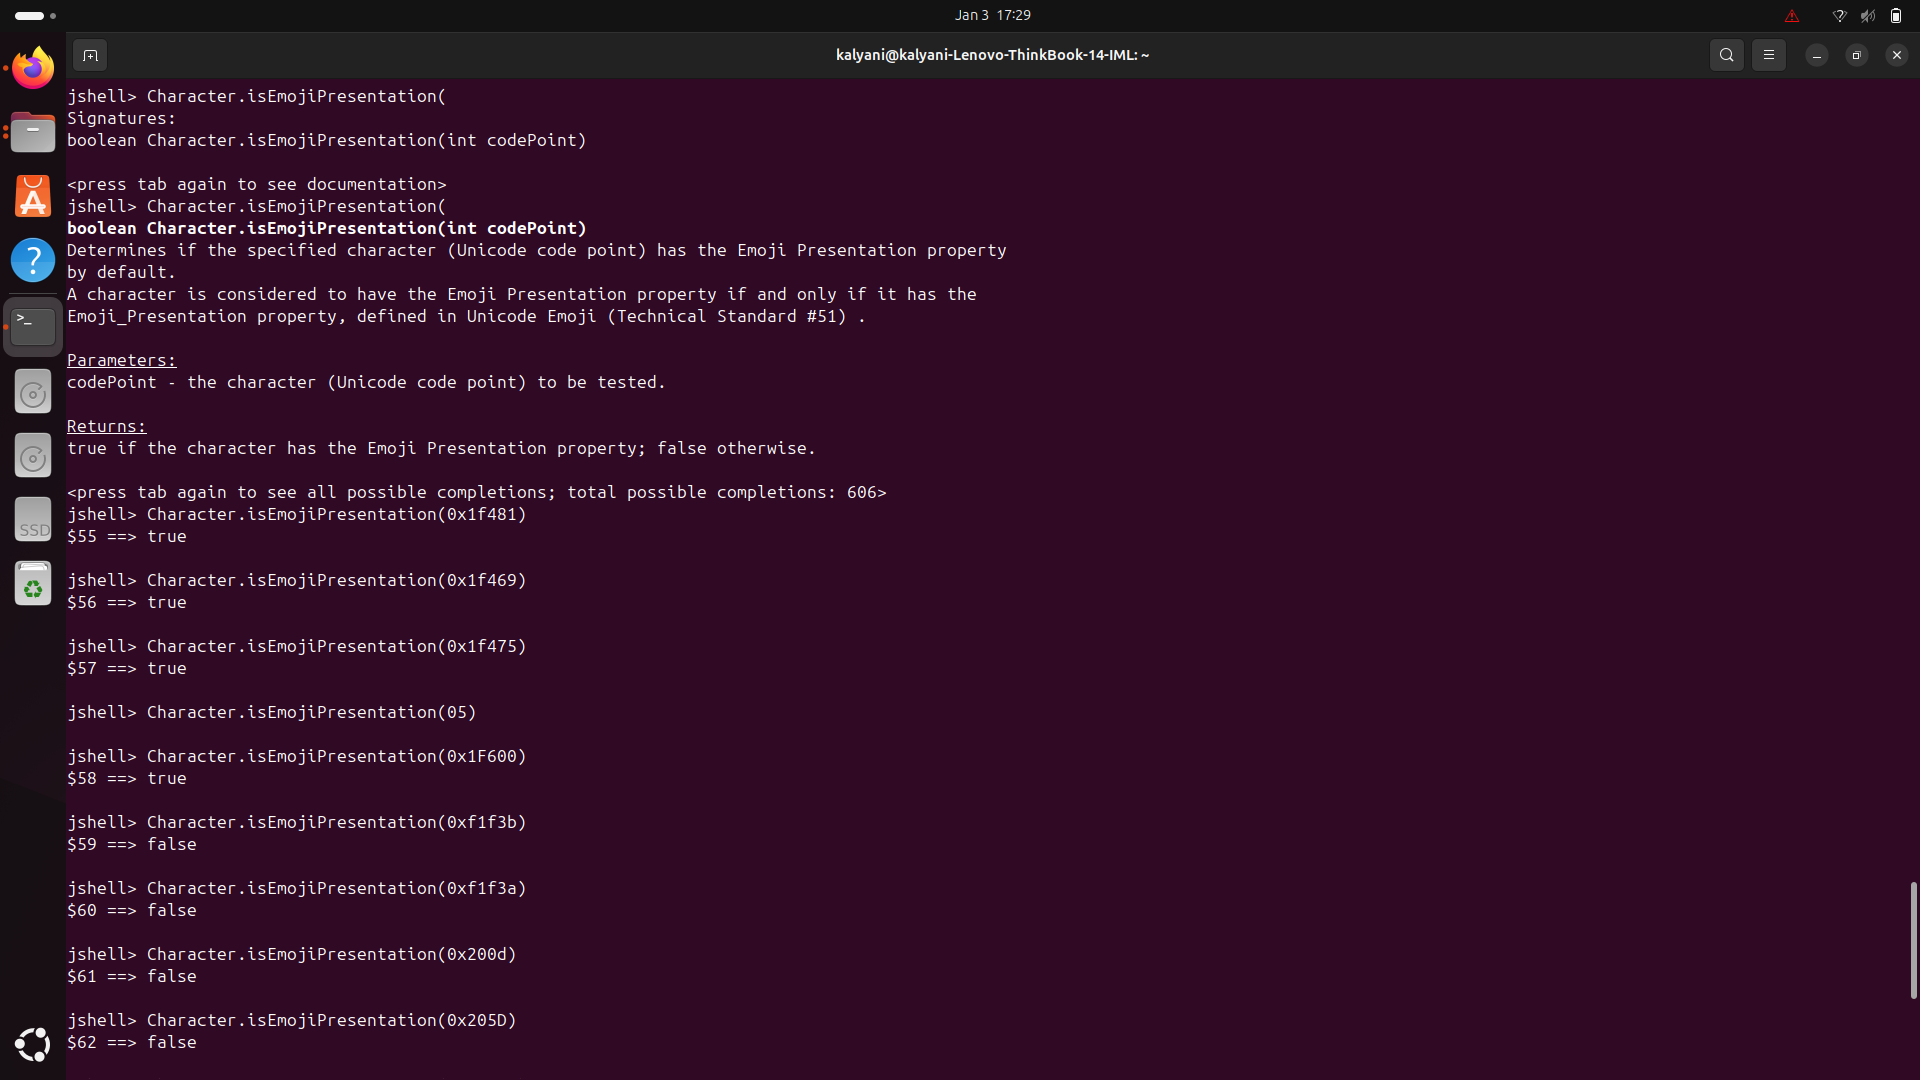 Jan 3 17:29
kalyani@kalyani-Lenovo-ThinkBook-14-IML: ~
jshell> Character.isEmojiPresentation(
Signatures:
boolean Character.isEmojiPresentation(int codePoint)
<press tab again to see documentation>
jshell> Character.isEmojiPresentation(
boolean Character.isEmojiPresentation(int codePoint)
Determines if the specified character (Unicode code point) has the Emoji Presentation property
by default.
A character is considered to have the Emoji Presentation property if and only if it has the
Emoji_Presentation property, defined in Unicode Emoji (Technical Standard #51) .
Parameters:
codePoint - the character (Unicode code point) to be tested.
Returns:
true if the character has the Emoji Presentation property; false otherwise.
<press tab again to see all possible completions; total possible completions: 606>
jshell> Character.isEmojiPresentation(0x1f481)
$55 ==> true
jshell> Character.isEmojiPresentation(0x1f469)
$56 ==> true
jshell> Character.isEmojiPresentation(0x1f475)
$57 ==> true
jshell> Character.isEmojiPresentation(05)
jshell> Character.isEmojiPresentation(0x1F600)
$58 ==> true
jshell> Character.isEmojiPresentation(0xf1f3b)
$59 ==> false
jshell> Character.isEmojiPresentation(0xf1f3a)
$60 ==> false
jshell> Character.isEmojiPresentation(0x200d)
$61 ==> false
jshell> Character.isEmojiPresentation(0x205D)
$62 ==> false
SSD